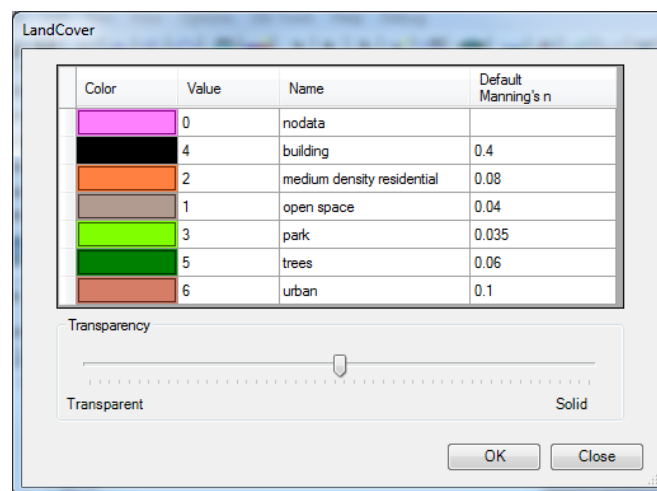 LandCover
Color Value Name Default Manning's n
0 nodata
4 building 0.4
2 medium density residential 0.08
1 open space 0.04
3 park 0.035
5 trees 0.06
6 urban 0.1
Transparency
Transparent Solid
OK Close